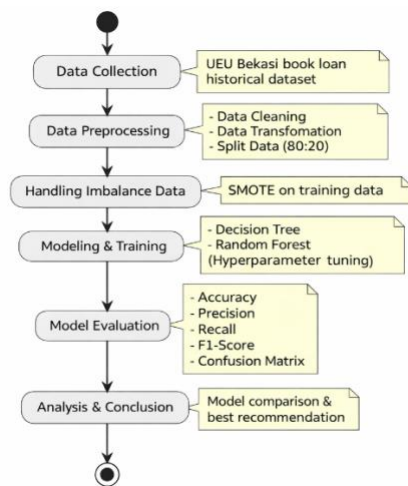 Data Collection
UEU Bekasi book loan
historical dataset
Data Preprocessing
- Data Cleaning
- Data Transfomation
- Split Data (80:20)
Handling Imbalance Data
SMOTE on training data
Modeling & Training
- Decision Tree
- Random Forest
(Hyperparameter tuning)
Model Evaluation
- Accuracy
- Precision
- Recall
- F1-Score
- Confusion Matrix
Analysis & Conclusion
Model comparison &
best recommendation